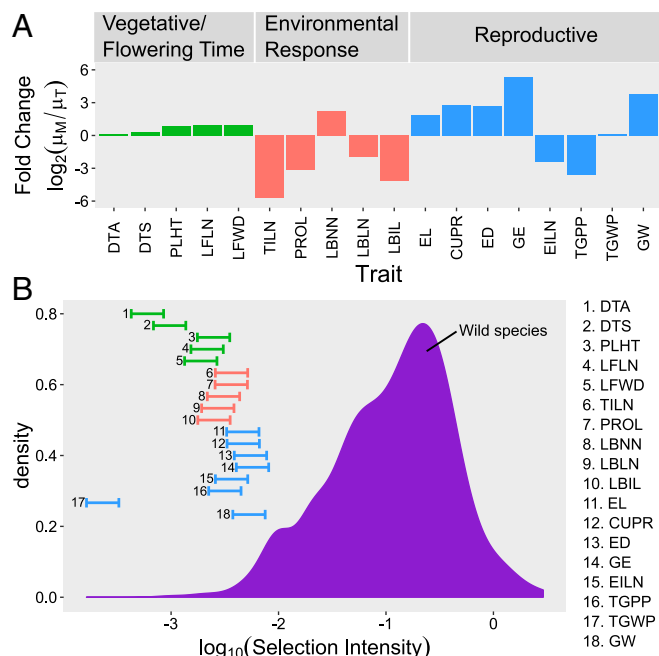 A
Vegetative/
Flowering Time
Environmental
Response
Reproductive
Fold Change
log2(μM/μT)
6
3
0
-3
-6
DTA
DTS
PLHT
LFLN
LFWD
TILN
PROL
LBNN
LBLN
LBIL
EL
CUPR
ED
GE
EILN
TGPP
TGWP
GW
Trait
B
density
0.8
0.6
0.4
0.2
0.0
1
2
3
4
5
6
7
8
9
10
11
12
13
14
15
16
17
18
Wild species
-3
-2
-1
0
log10(Selection Intensity)
1. DTA
2. DTS
3. PLHT
4. LFLN
5. LFWD
6. TILN
7. PROL
8. LBNN
9. LBLN
10. LBIL
11. EL
12. CUPR
13. ED
14. GE
15. EILN
16. TGPP
17. TGWP
18. GW